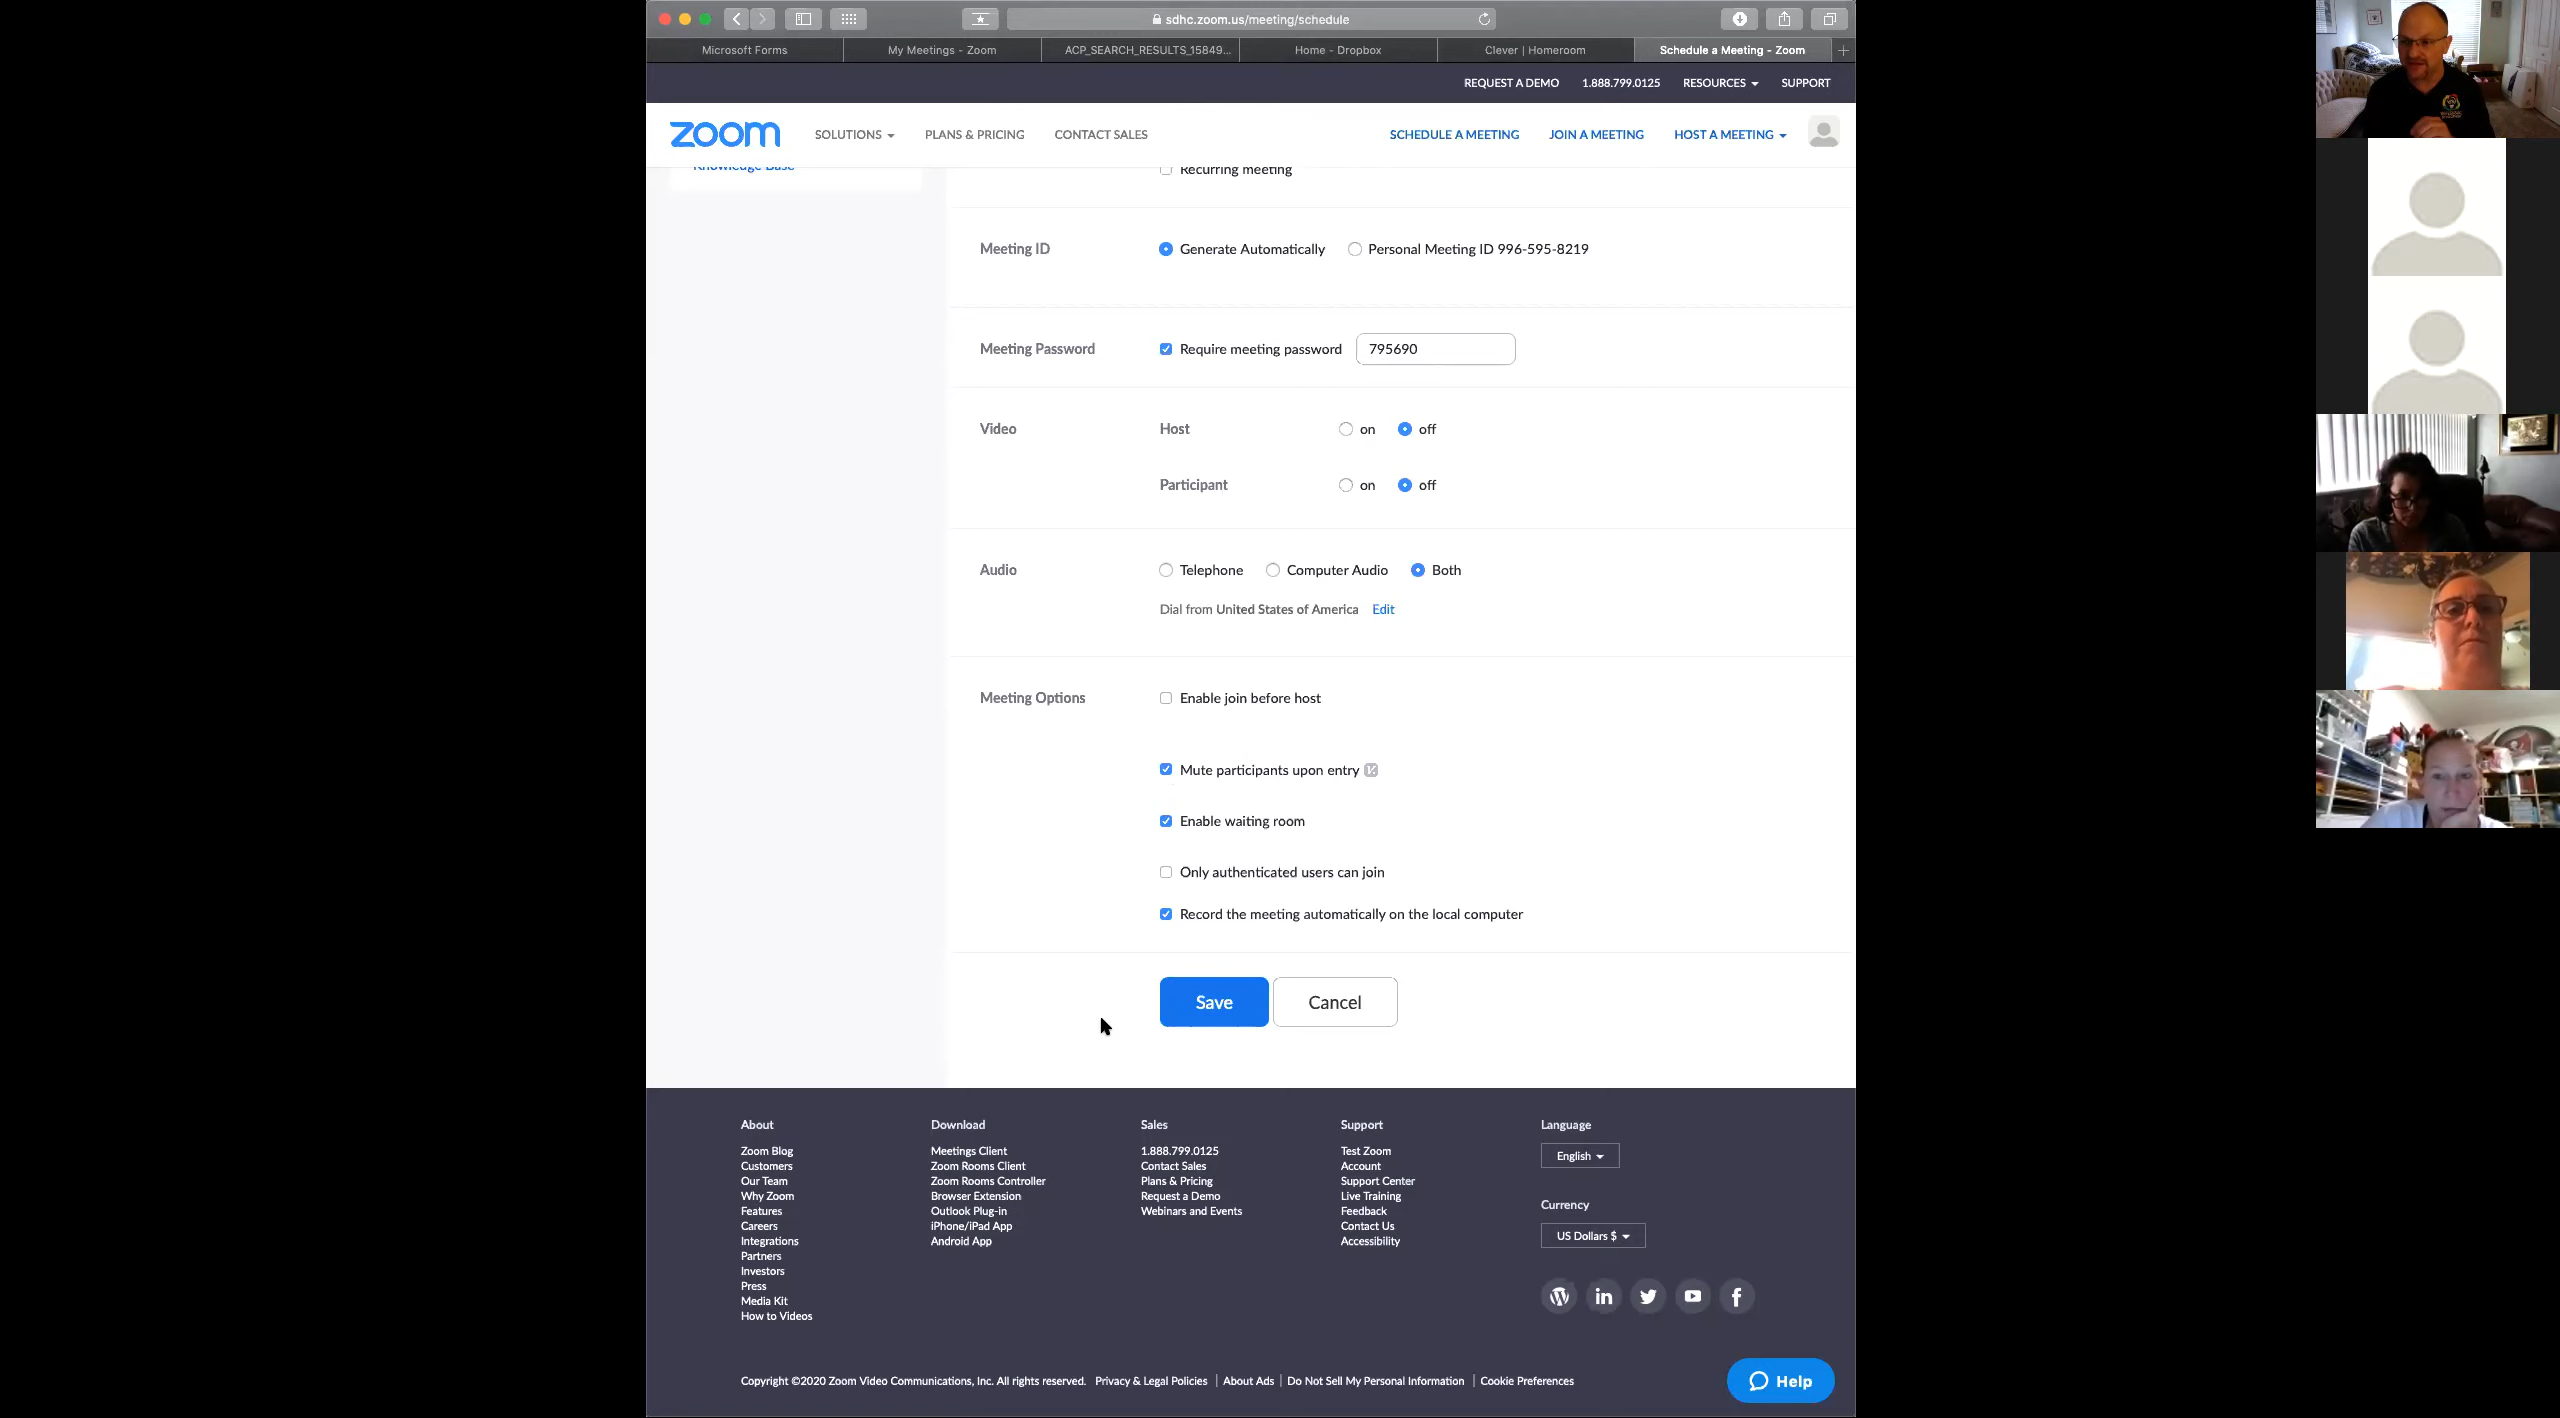 sdhc.zoom.us/meeting/schedule
Microsoft Forms
My Meetings - Zoom
ACP_SEARCH_RESULTS_15849...
Home - Dropbox
Clever | Homeroom
Schedule a Meeting - Zoom
REQUEST A DEMO 1.888.799.0125 RESOURCES SUPPORT
zoom SOLUTIONS PLANS & PRICING CONTACT SALES SCHEDULE A MEETING JOIN A MEETING HOST A MEETING
Knowledge Base
Recurring meeting
Meeting ID Generate Automatically Personal Meeting ID 996-595-8219
Meeting Password Require meeting password 795690
Video Host on off
Participant on off
Audio Telephone Computer Audio Both
Dial from United States of America Edit
Meeting Options Enable join before host
Mute participants upon entry
Enable waiting room
Only authenticated users can join
Record the meeting automatically on the local computer
Save Cancel
About
Zoom Blog
Customers
Our Team
Why Zoom
Features
Careers
Integrations
Partners
Investors
Press
Media Kit
How to Videos
Download
Meetings Client
Zoom Rooms Client
Zoom Rooms Controller
Browser Extension
Outlook Plug-in
iPhone/iPad App
Android App
Sales
1.888.799.0125
Contact Sales
Plans & Pricing
Request a Demo
Webinars and Events
Support
Test Zoom
Account
Support Center
Live Training
Feedback
Contact Us
Accessibility
Language
English
Currency
US Dollars $
in
Copyright ©2020 Zoom Video Communications, Inc. All rights reserved. Privacy & Legal Policies | About Ads | Do Not Sell My Personal Information | Cookie Preferences
Help